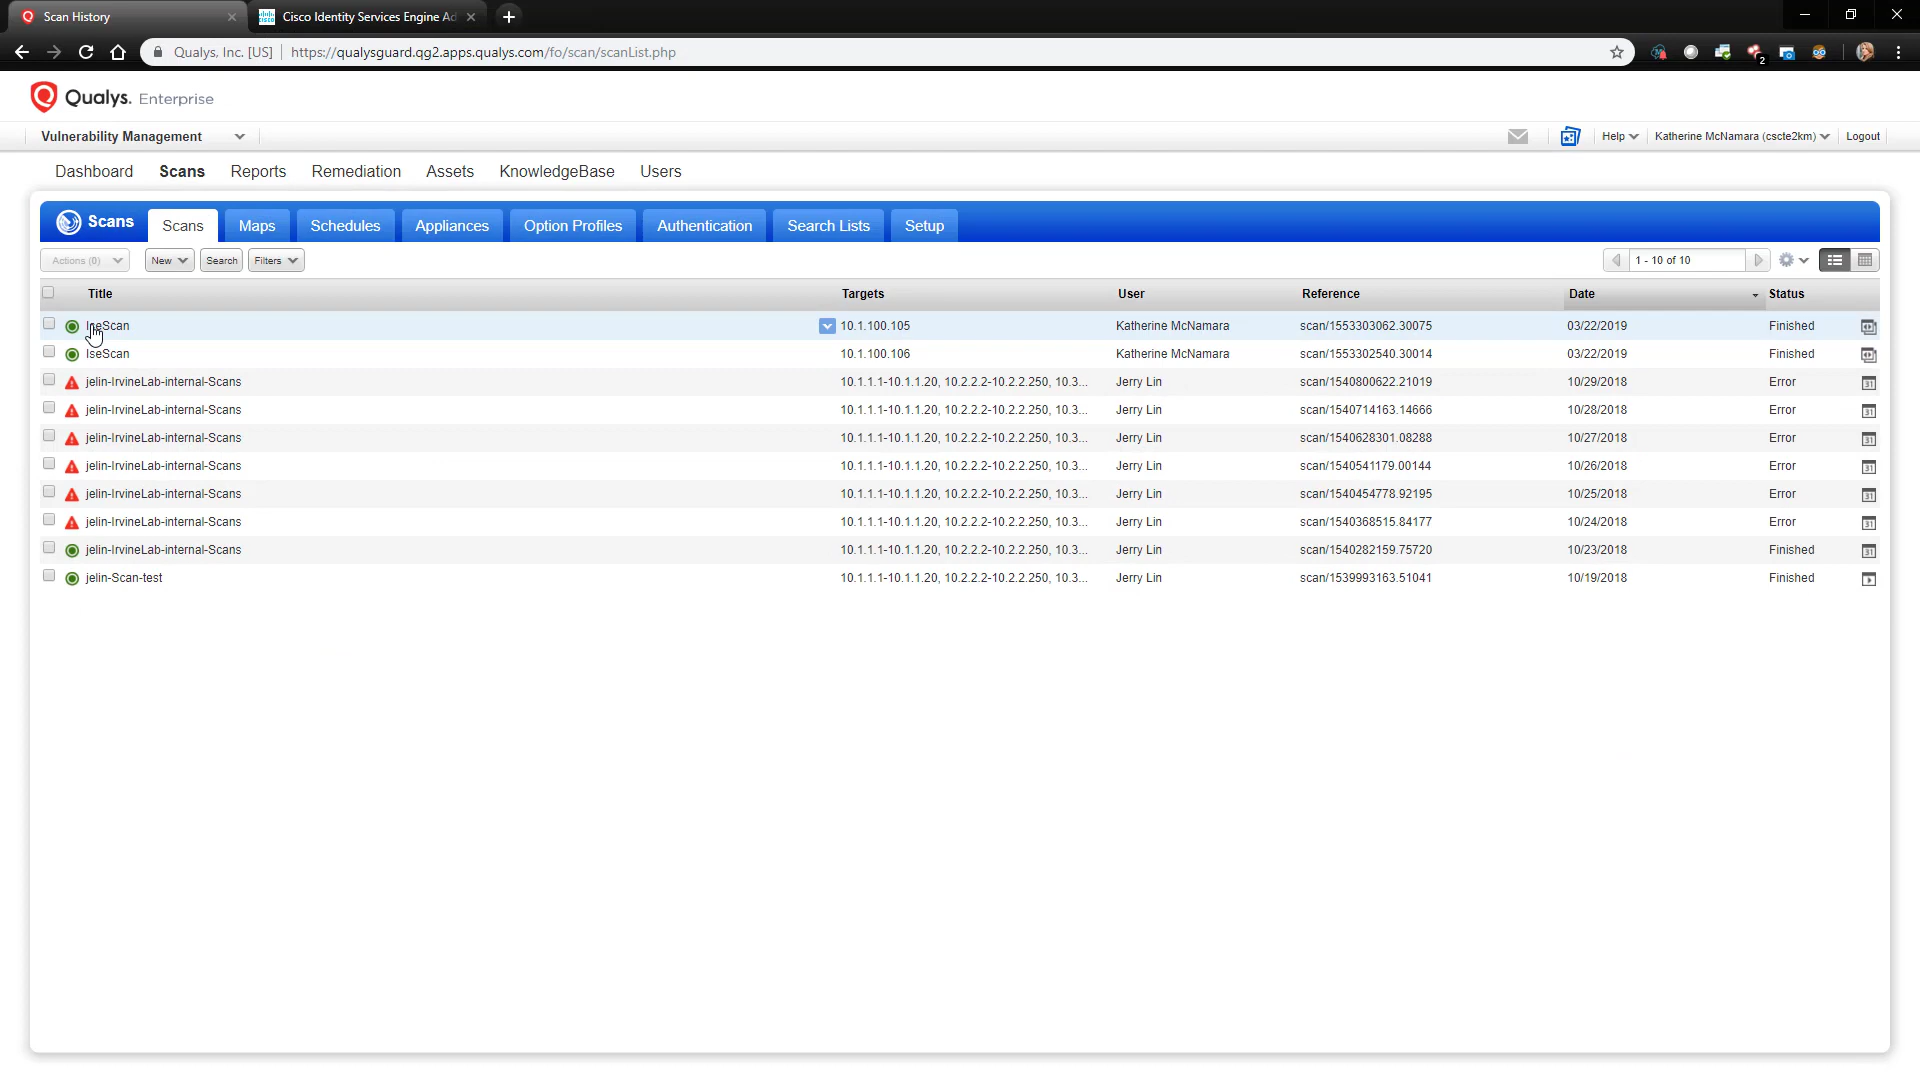 Scan History
Cisco Identity Services Engine Ad
Qualys, Inc. [US] https://qualysguard.qg2.apps.qualys.com/fo/scan/scanList.php
2
Qualys. Enterprise
Vulnerability Management Help Katherine McNamara (cscte2km) Logout
Dashboard Scans Reports Remediation Assets KnowledgeBase Users
Scans Scans Maps Schedules Appliances Option Profiles Authentication Search Lists Setup
Actions (0) New Search Filters 1 - 10 of 10
Title Targets User Reference Date Status
IseScan 10.1.100.105 Katherine McNamara scan/1553303062.30075 03/22/2019 Finished
IseScan 10.1.100.106 Katherine McNamara scan/1553302540.30014 03/22/2019 Finished
jelin-IrvineLab-internal-Scans 10.1.1.1-10.1.1.20, 10.2.2.2-10.2.2.250, 10.3... Jerry Lin scan/1540800622.21019 10/29/2018 Error 31
jelin-IrvineLab-internal-Scans 10.1.1.1-10.1.1.20, 10.2.2.2-10.2.2.250, 10.3... Jerry Lin scan/1540714163.14666 10/28/2018 Error 31
jelin-IrvineLab-internal-Scans 10.1.1.1-10.1.1.20, 10.2.2.2-10.2.2.250, 10.3... Jerry Lin scan/1540628301.08288 10/27/2018 Error 31
jelin-IrvineLab-internal-Scans 10.1.1.1-10.1.1.20, 10.2.2.2-10.2.2.250, 10.3... Jerry Lin scan/1540541179.00144 10/26/2018 Error 31
jelin-IrvineLab-internal-Scans 10.1.1.1-10.1.1.20, 10.2.2.2-10.2.2.250, 10.3... Jerry Lin scan/1540454778.92195 10/25/2018 Error 31
jelin-IrvineLab-internal-Scans 10.1.1.1-10.1.1.20, 10.2.2.2-10.2.2.250, 10.3... Jerry Lin scan/1540368515.84177 10/24/2018 Error 31
jelin-IrvineLab-internal-Scans 10.1.1.1-10.1.1.20, 10.2.2.2-10.2.2.250, 10.3... Jerry Lin scan/1540282159.75720 10/23/2018 Finished 31
jelin-Scan-test 10.1.1.1-10.1.1.20, 10.2.2.2-10.2.2.250, 10.3... Jerry Lin scan/1539993163.51041 10/19/2018 Finished